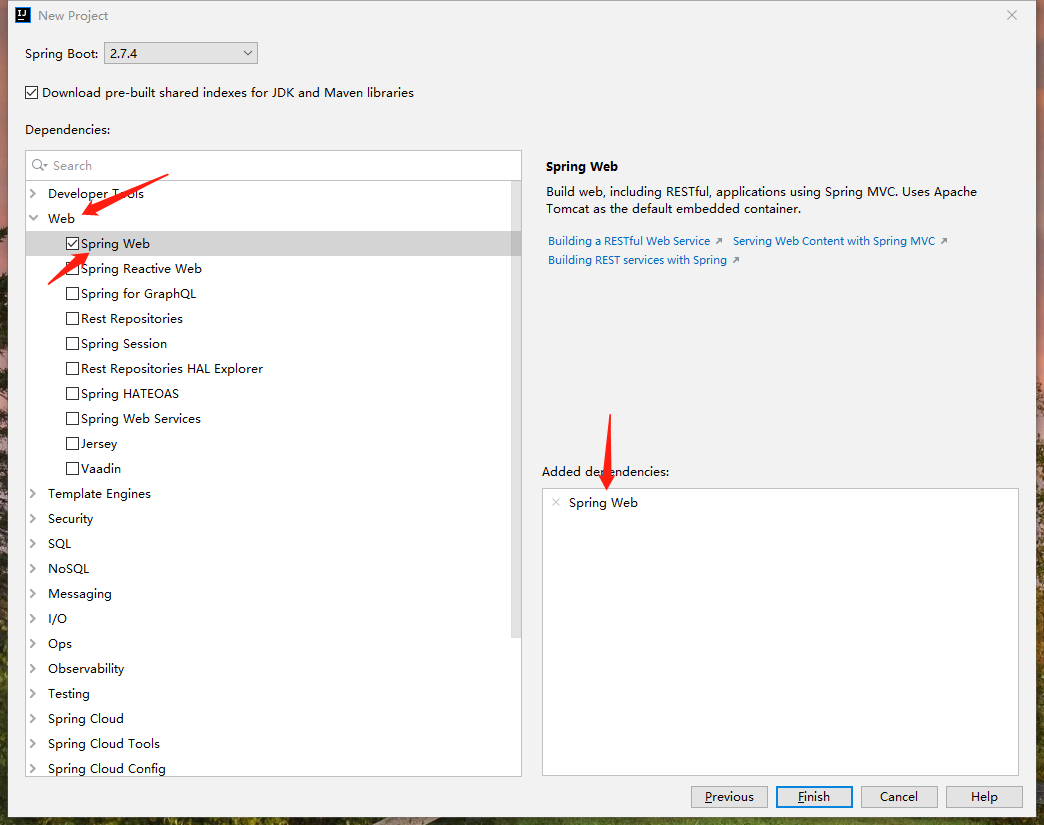 New Project
Spring Boot: 2.7.4
Download pre-built shared indexes for JDK and Maven libraries
Dependencies:
Search
Developer Tools
Web
Spring Web
Spring Reactive Web
Spring for GraphQL
Rest Repositories
Spring Session
Rest Repositories HAL Explorer
Spring HATEOAS
Spring Web Services
Jersey
Vaadin
Template Engines
Security
SQL
NoSQL
Messaging
I/O
Ops
Observability
Testing
Spring Cloud
Spring Cloud Tools
Spring Cloud Config
Spring Web
Build web, including RESTful, applications using Spring MVC. Uses Apache
Tomcat as the default embedded container.
Building a RESTful Web Service Serving Web Content with Spring MVC
Building REST services with Spring
Added dependencies:
Spring Web
Previous Finish Cancel Help